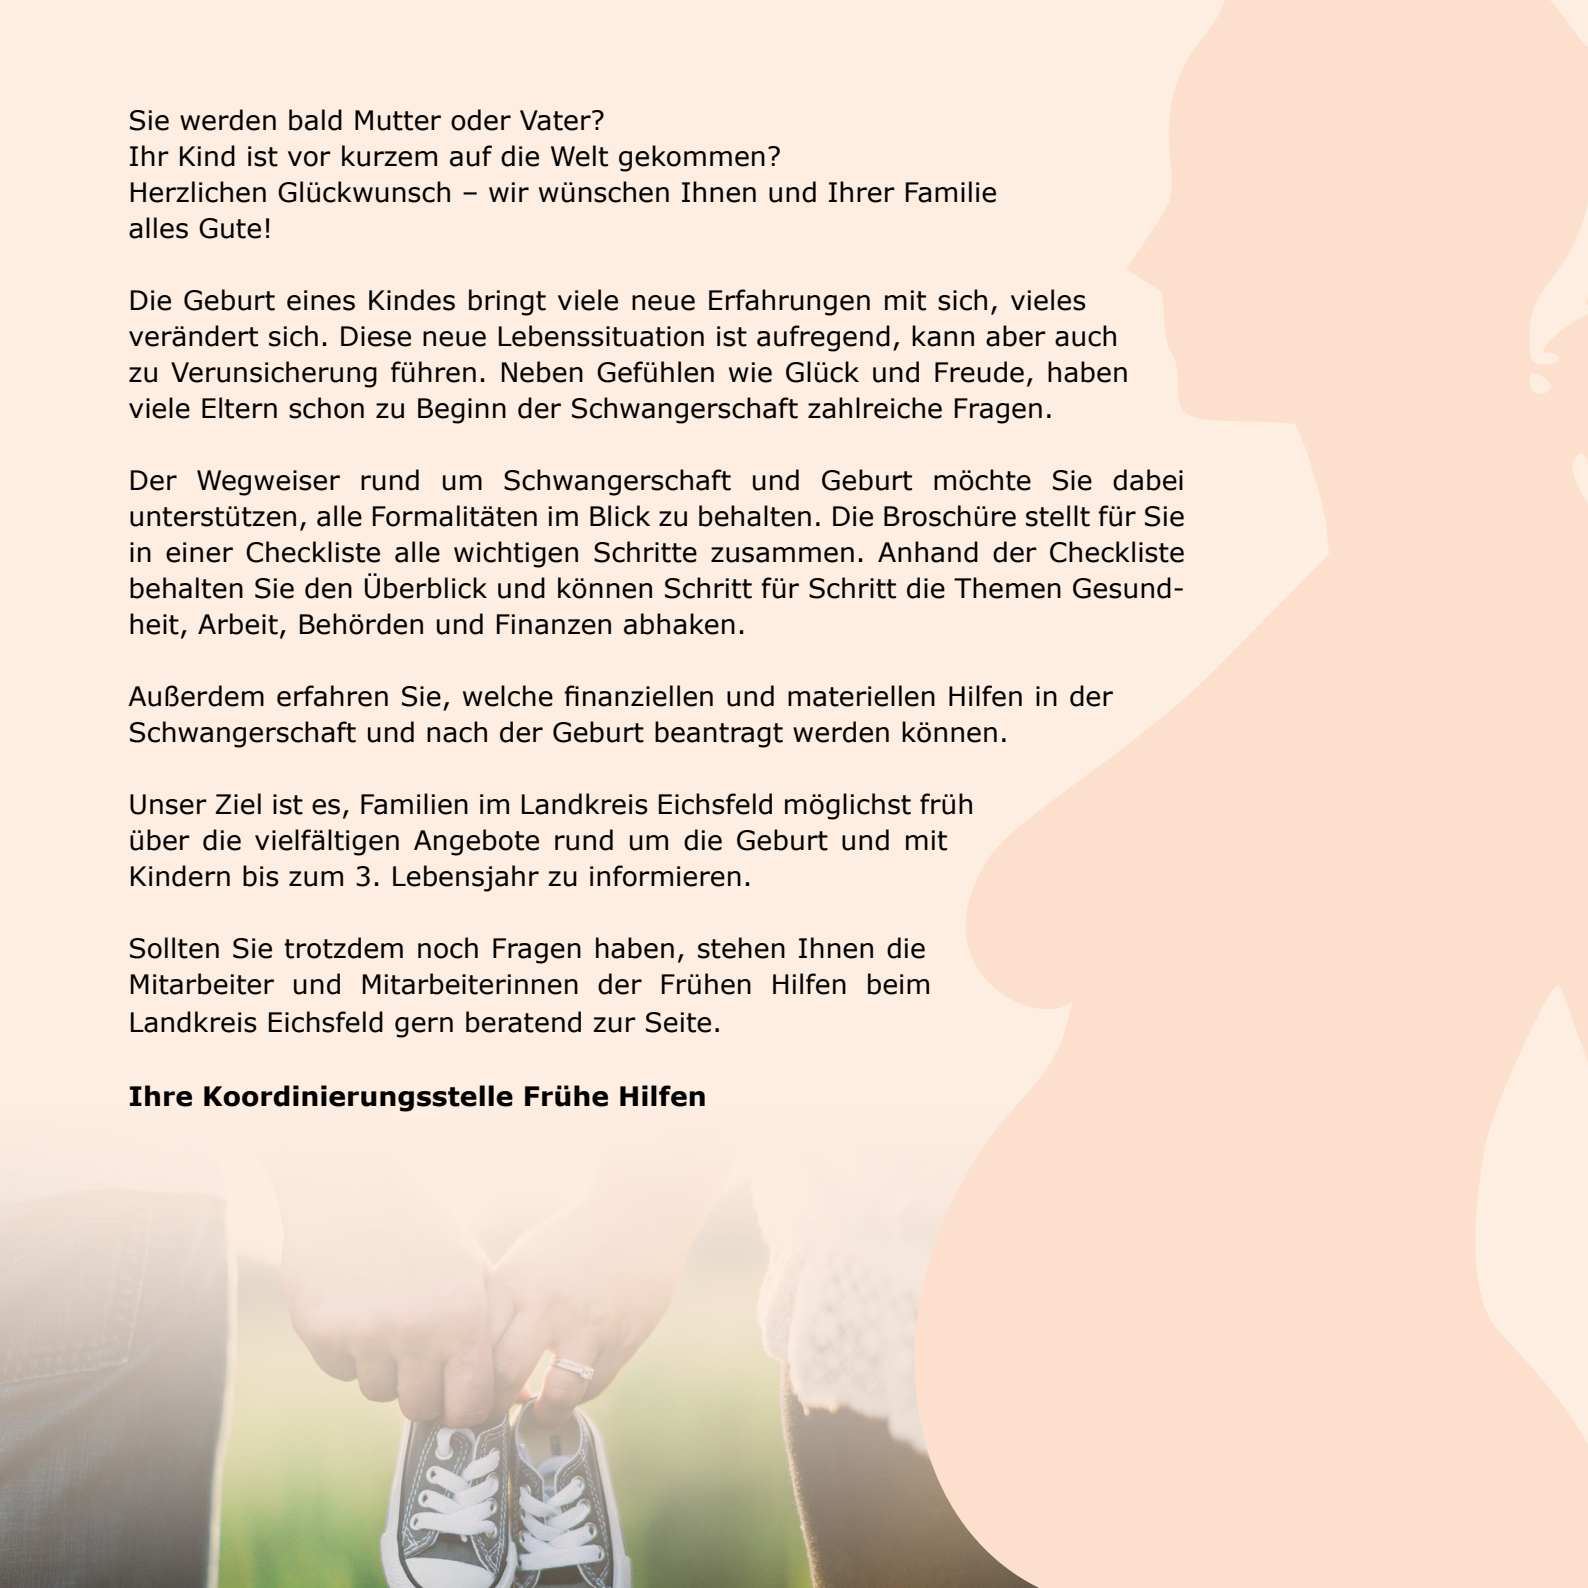 Sie werden bald Mutter oder Vater?
Ihr Kind ist vor kurzem auf die Welt gekommen?
Herzlichen Glückwunsch – wir wünschen Ihnen und Ihrer Familie
alles Gute!
Die Geburt eines Kindes bringt viele neue Erfahrungen mit sich, vieles
verändert sich. Diese neue Lebenssituation ist aufregend, kann aber auch
zu Verunsicherung führen. Neben Gefühlen wie Glück und Freude, haben
viele Eltern schon zu Beginn der Schwangerschaft zahlreiche Fragen.
Der Wegweiser rund um Schwangerschaft und Geburt möchte Sie dabei
unterstützen, alle Formalitäten im Blick zu behalten. Die Broschüre stellt für Sie
in einer Checkliste alle wichtigen Schritte zusammen. Anhand der Checkliste
behalten Sie den Überblick und können Schritt für Schritt die Themen Gesund-
heit, Arbeit, Behörden und Finanzen abhaken.
Außerdem erfahren Sie, welche finanziellen und materiellen Hilfen in der
Schwangerschaft und nach der Geburt beantragt werden können.
Unser Ziel ist es, Familien im Landkreis Eichsfeld möglichst früh
über die vielfältigen Angebote rund um die Geburt und mit
Kindern bis zum 3. Lebensjahr zu informieren.
Sollten Sie trotzdem noch Fragen haben, stehen Ihnen die
Mitarbeiter und Mitarbeiterinnen der Frühen Hilfen beim
Landkreis Eichsfeld gern beratend zur Seite.
Ihre Koordinierungsstelle Frühe Hilfen